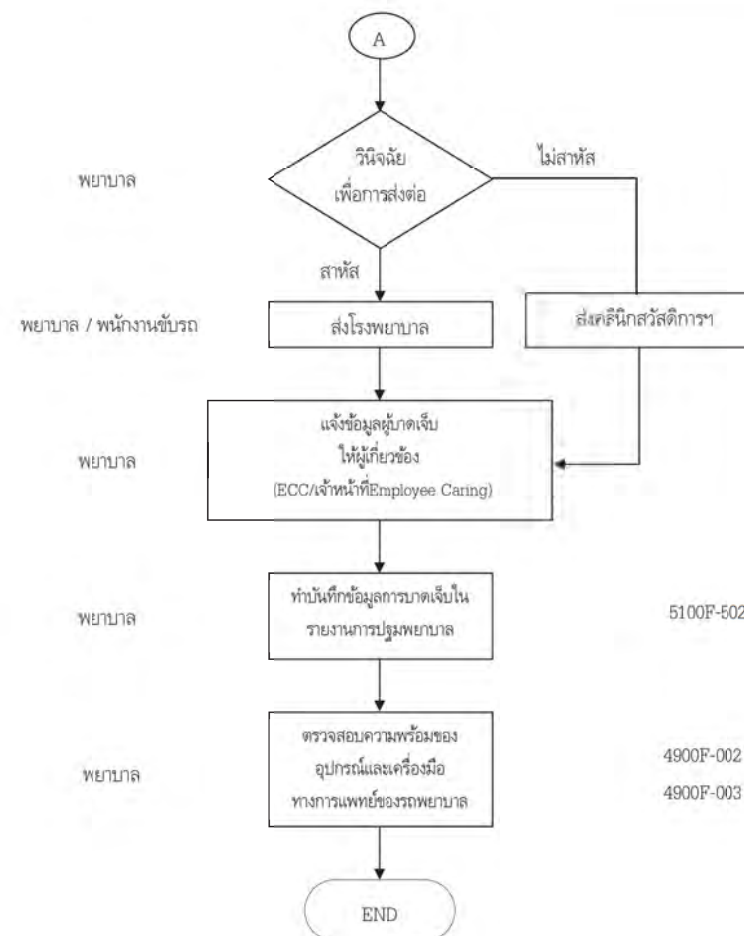 A
วินิจฉัย
เพื่อการส่งต่อ
ไม่สาหัส
พยาบาล
สาหัส
พยาบาล / พนักงานขับรถ
ส่งโรงพยาบาล
ส่งคลินิกสวัสดิการฯ
แจ้งข้อมูลผู้บาดเจ็บ
ให้ผู้เกี่ยวข้อง
(ECC/เจ้าหน้าที่Employee Caring)
พยาบาล
ทำบันทึกข้อมูลการบาดเจ็บใน
รายงานการปฐมพยาบาล
พยาบาล
5100F-502
ตรวจสอบความพร้อมของ
อุปกรณ์และเครื่องมือ
ทางการแพทย์ของรถพยาบาล
พยาบาล
4900F-002
4900F-003
END